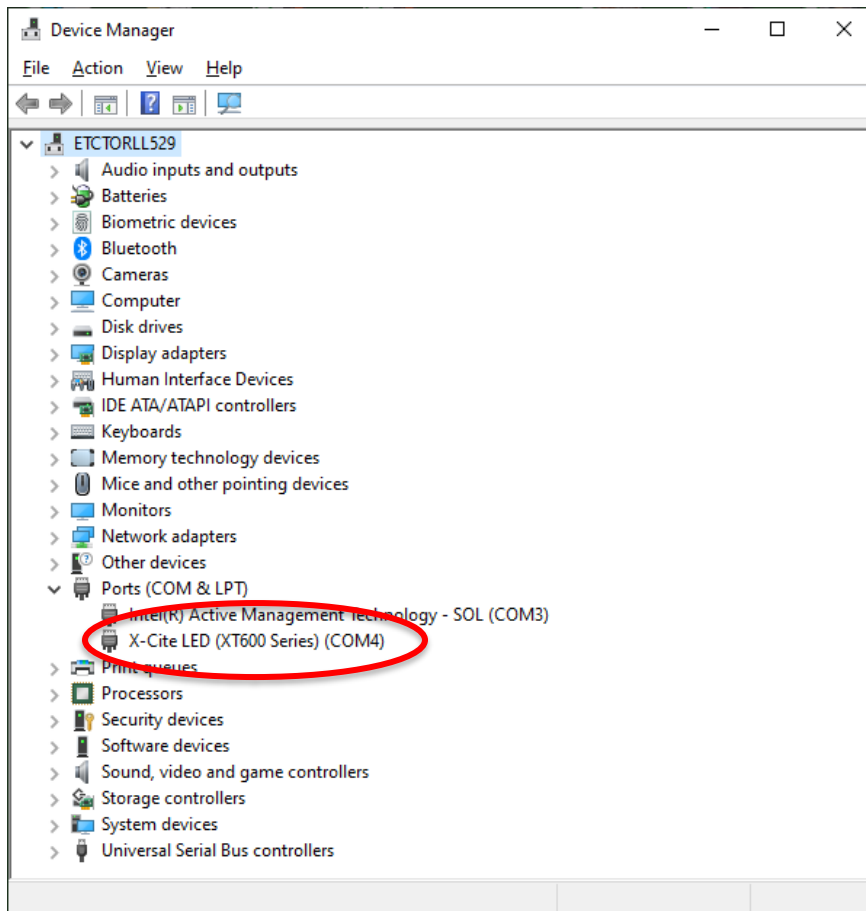 Device Manager
File Action View Help
ETCTORLL529
Audio inputs and outputs
Batteries
Biometric devices
Bluetooth
Cameras
Computer
Disk drives
Display adapters
Human Interface Devices
IDE ATA/ATAPI controllers
Keyboards
Memory technology devices
Mice and other pointing devices
Monitors
Network adapters
Other devices
Ports (COM & LPT)
Intel(R) Active Management Technology - SOL (COM3)
X-Cite LED (XT600 Series) (COM4)
Print queues
Processors
Security devices
Software devices
Sound, video and game controllers
Storage controllers
System devices
Universal Serial Bus controllers